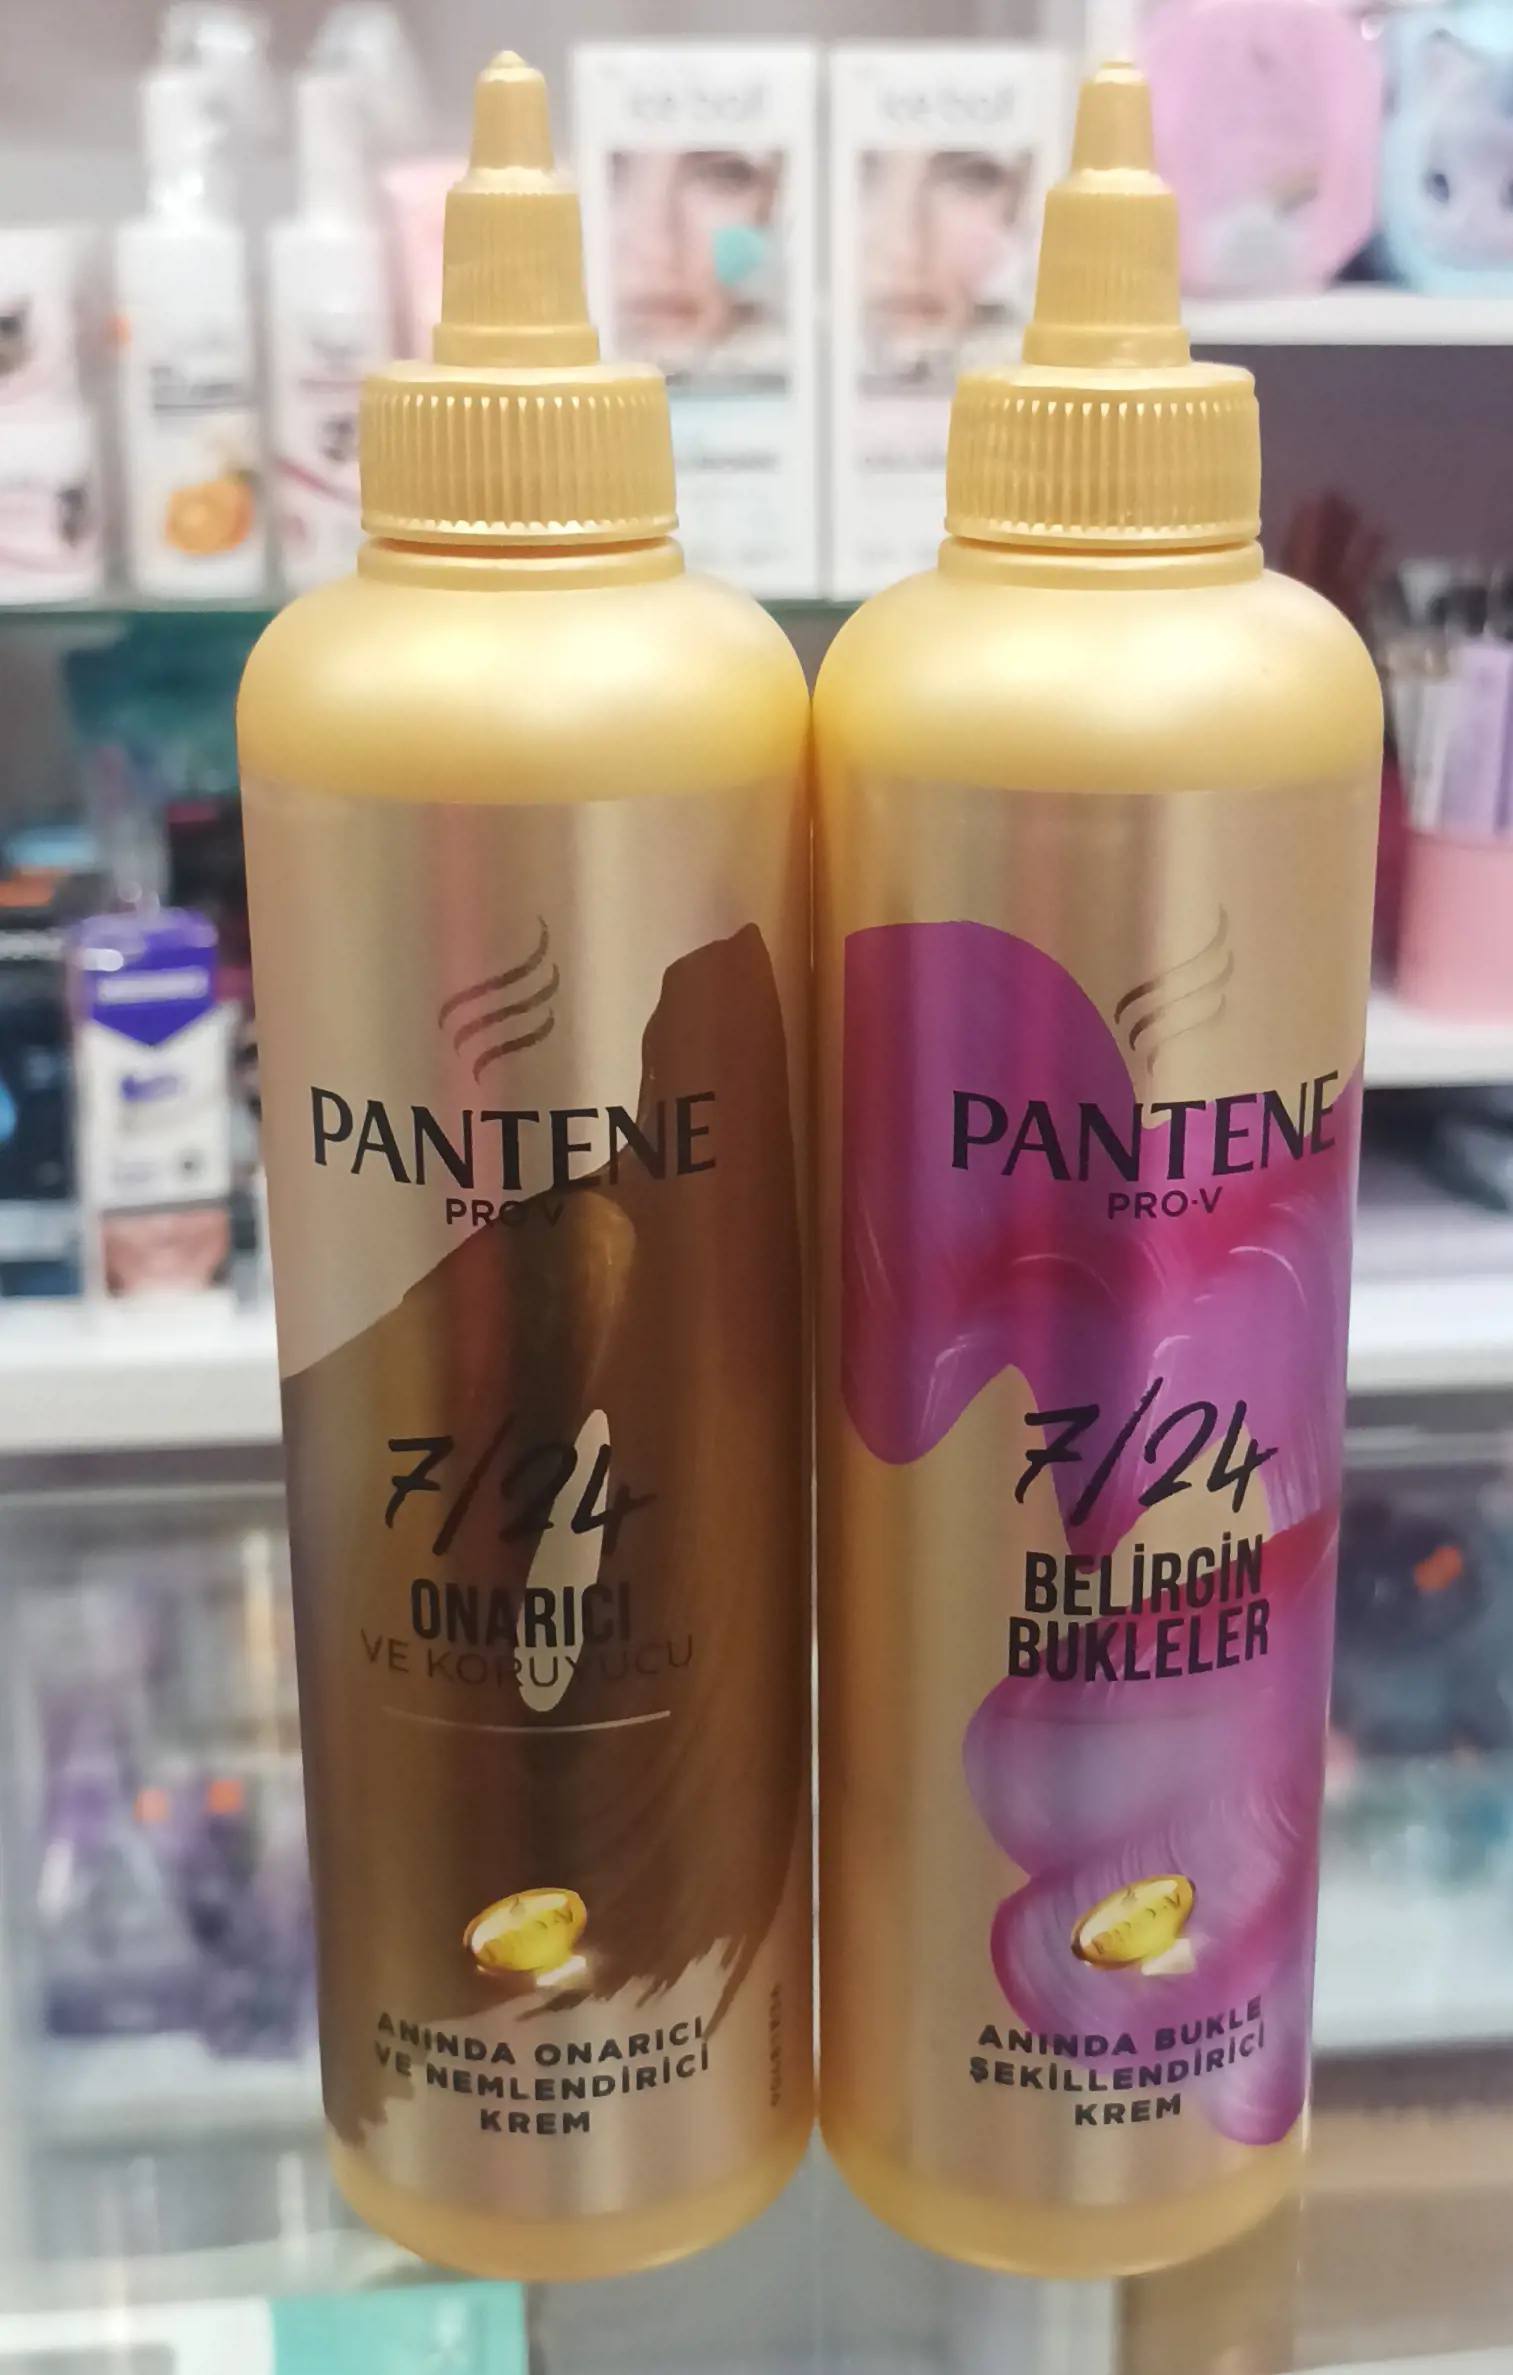 PANTENE
PRO-V
7/24
ONARICI
VE KORUYUCU
ANINDA ONARICI
VE NEMLENDİRİCİ
KREM
PANTENE
PRO-V
7/24
BELİRGİN
BUKLELER
ANINDA BUKLE
ŞEKİLLENDİRİCİ
KREM